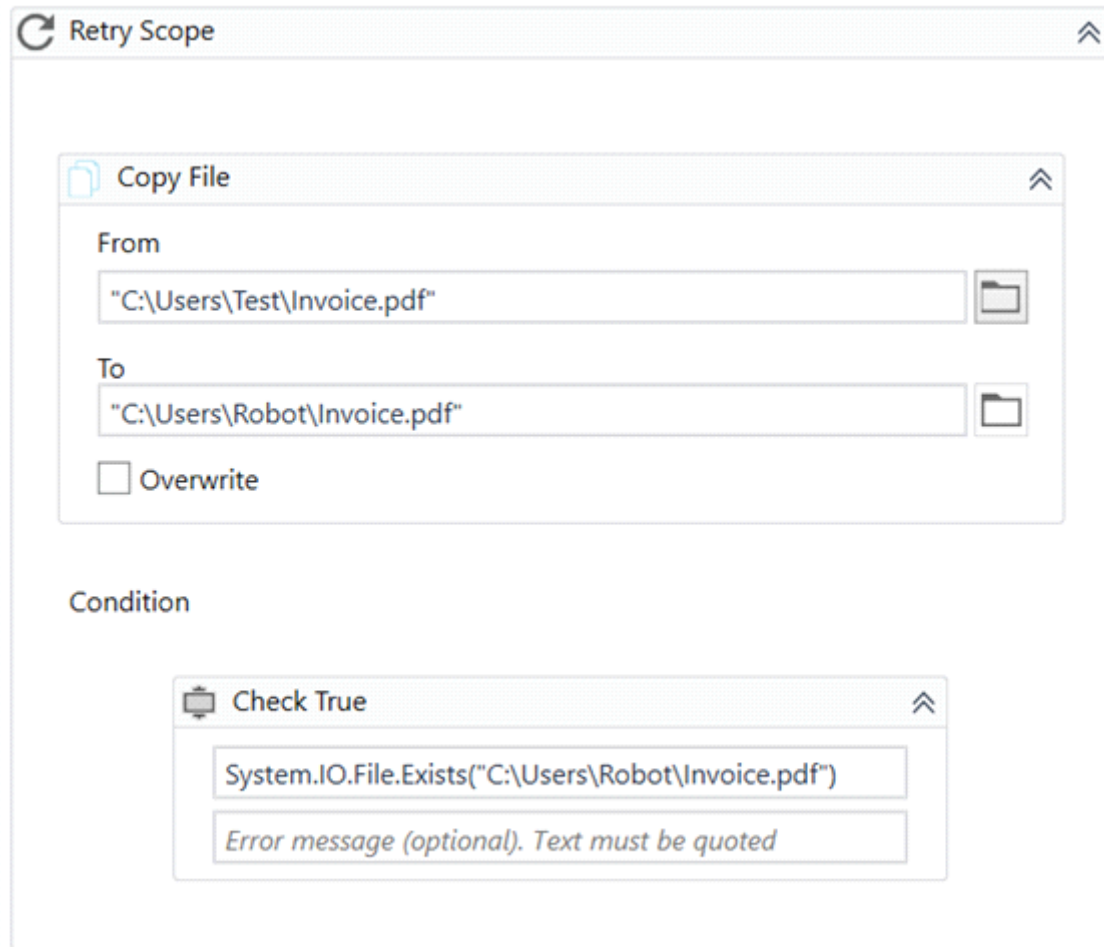 Retry Scope
Copy File
From
"C:\Users\Test\Invoice.pdf"
To
"C:\Users\Robot\Invoice.pdf"
Overwrite
Condition
Check True
System.IO.File.Exists("C:\Users\Robot\Invoice.pdf")
Error message (optional). Text must be quoted